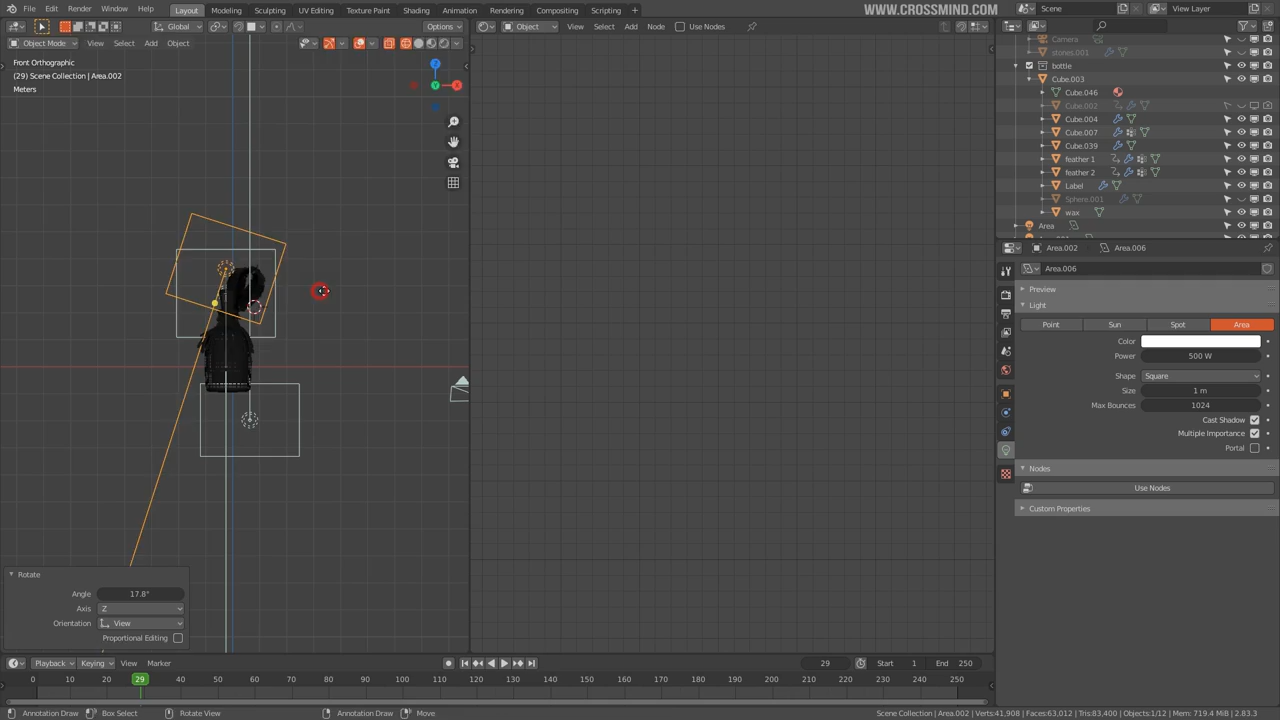 File Edit Render Window Help Layout Modeling Sculpting UV Editing Texture Paint Shading Animation Rendering Compositing Scripting + WWW.CROSSMIND.COM Scene View Layer
Global Options Object Select Add Node Use Nodes
Object Mode View Select Add Object
Front Orthographic
(29) Scene Collection | Area.002
Meters
Camera
stones.001
bottle
Cube.003
Cube.046
Cube.002
Cube.004
Cube.007
Cube.039
feather 1
feather 2
Label
Sphere.001
wax
Area
Area.002 Area.006
Area.006
Preview
Light
Point Sun Spot Area
Color
Power 500 W
Shape Square
Size 1 m
Max Bounces 1024
Cast Shadow
Multiple Importance
Portal
Nodes
Use Nodes
Custom Properties
Rotate
Angle 17.8°
Axis Z
Orientation View
Proportional Editing
Playback Keying View Marker 29 Start 1 End 250
0 10 20 29 40 50 60 70 80 90 100 110 120 130 140 150 160 170 180 190 200 210 220 230 240 250
Annotation Draw Box Select Rotate View Annotation Draw Move Scene Collection | Area.002 | Verts:41,908 | Faces:63,012 | Tris:83,400 | Objects:1/12 | Mem: 719.4 MiB | 2.83.3